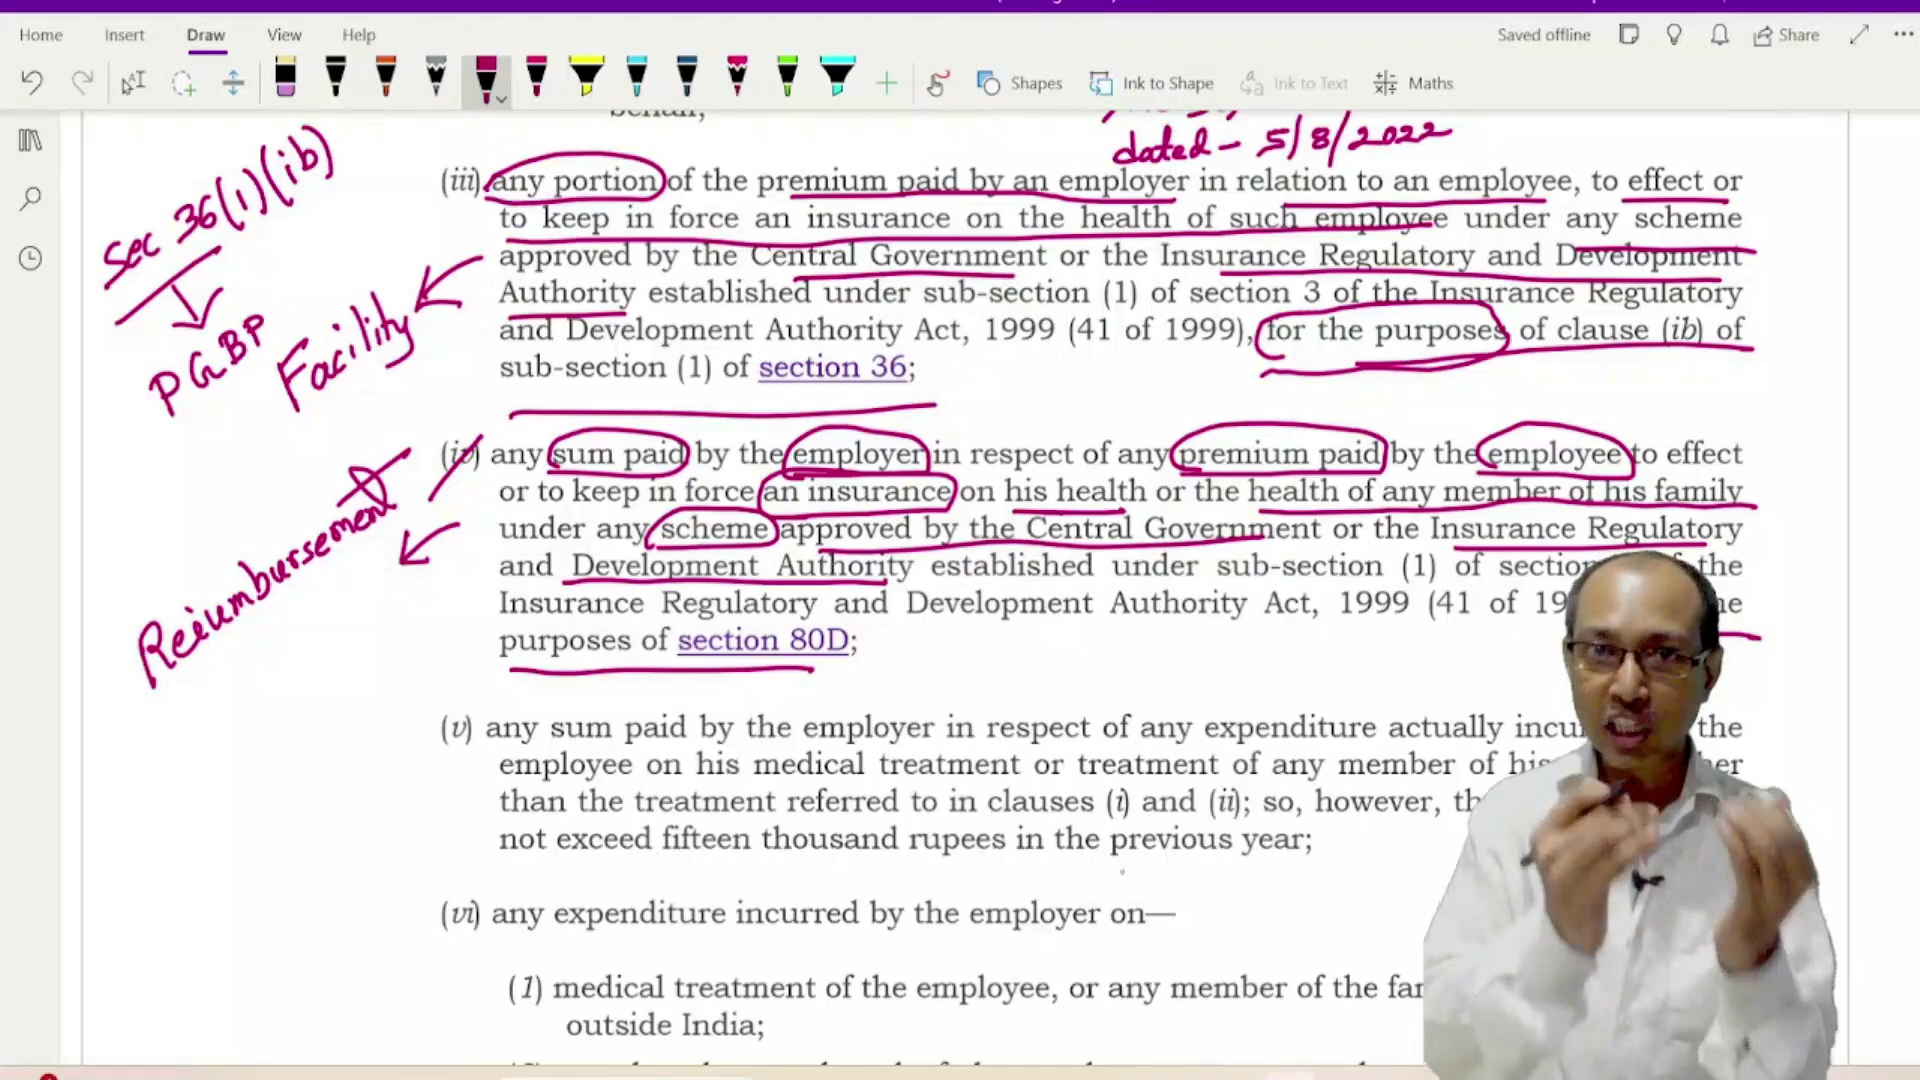 Home Insert Draw View Help Saved offline Share
Shapes Ink to Shape Ink to Text Maths
behalf;
dated - 5/8/2022
Sec 36(1)(ib)
PGBP
Facility
(iii) any portion of the premium paid by an employer in relation to an employee, to effect or
to keep in force an insurance on the health of such employee under any scheme
approved by the Central Government or the Insurance Regulatory and Development
Authority established under sub-section (1) of section 3 of the Insurance Regulatory
and Development Authority Act, 1999 (41 of 1999), for the purposes of clause (ib) of
sub-section (1) of section 36;
Reiumbursement
(iv) any sum paid by the employer in respect of any premium paid by the employee to effect
or to keep in force an insurance on his health or the health of any member of his family
under any scheme approved by the Central Government or the Insurance Regulatory
and Development Authority established under sub-section (1) of section the
Insurance Regulatory and Development Authority Act, 1999 (41 of 19
purposes of section 80D;
(v) any sum paid by the employer in respect of any expenditure actually incu the
employee on his medical treatment or treatment of any member of his
than the treatment referred to in clauses (i) and (ii); so, however, th
not exceed fifteen thousand rupees in the previous year;
(vi) any expenditure incurred by the employer on—
(1) medical treatment of the employee, or any member of the fa
outside India;